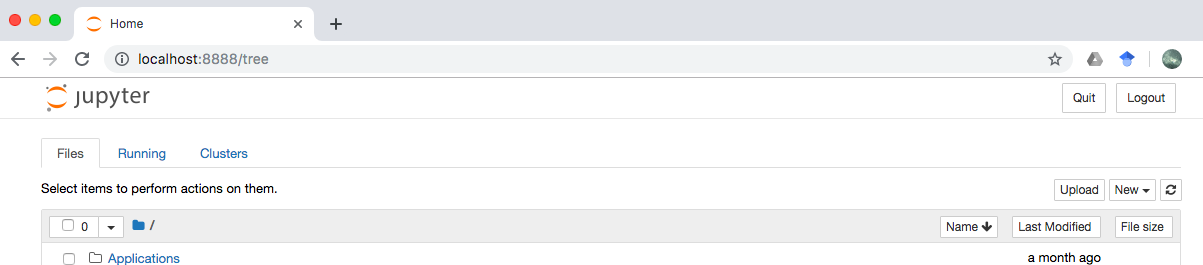 Home
localhost:8888/tree
jupyter
Quit Logout
Files Running Clusters
Select items to perform actions on them.
Upload New
0 / Name Last Modified File size
Applications a month ago